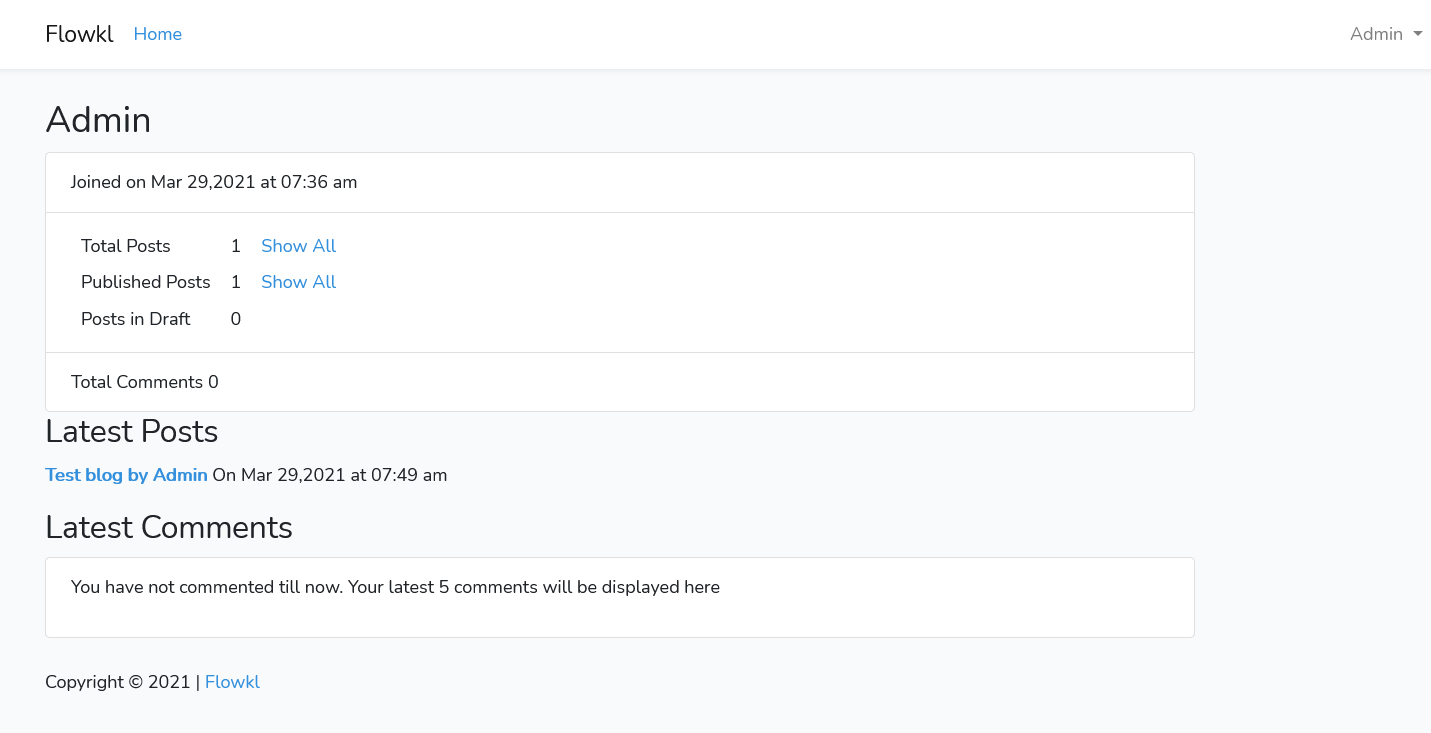 Flowkl Home Admin
Admin
Joined on Mar 29,2021 at 07:36 am
Total Posts 1 Show All
Published Posts 1 Show All
Posts in Draft 0
Total Comments 0
Latest Posts
Test blog by Admin On Mar 29,2021 at 07:49 am
Latest Comments
You have not commented till now. Your latest 5 comments will be displayed here
Copyright © 2021 | Flowkl